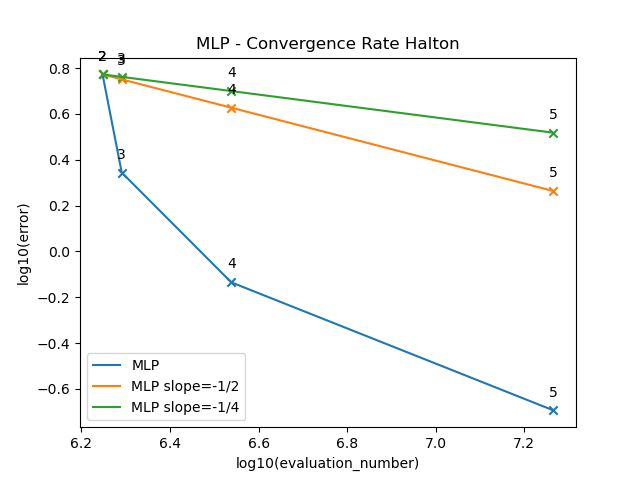 MLP - Convergence Rate Halton
log10(error)
0.8
0.6
0.4
0.2
0.0
−0.2
−0.4
−0.6
2
2
3
3
3
4
4
4
5
5
5
MLP
MLP slope=-1/2
MLP slope=-1/4
6.2 6.4 6.6 6.8 7.0 7.2
log10(evaluation_number)